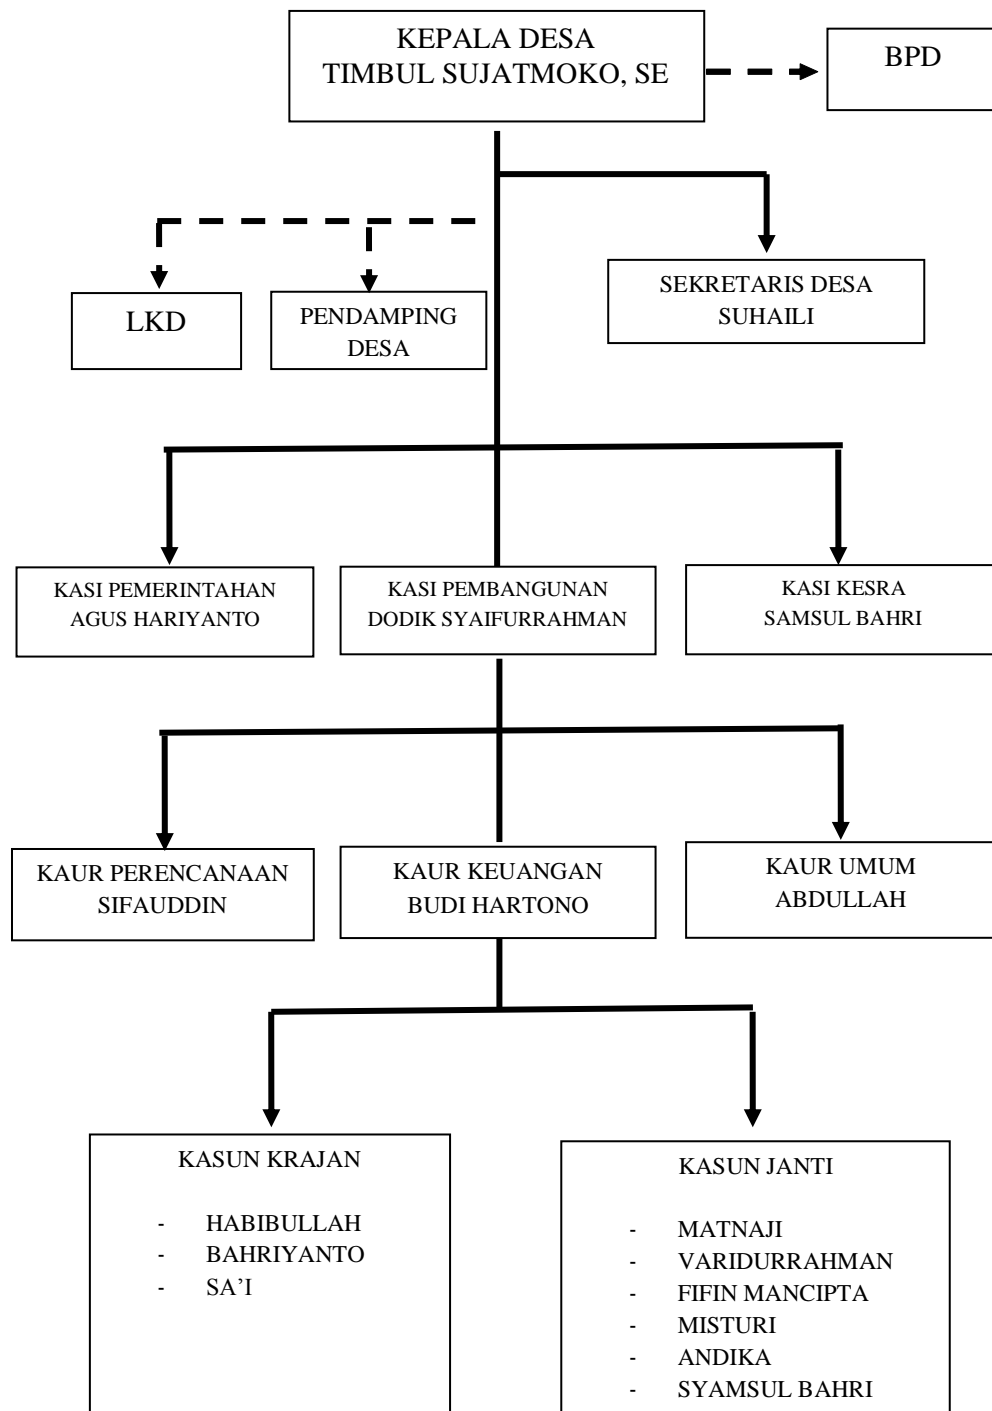 KEPALA DESA
TIMBUL SUJATMOKO, SE
BPD
SEKRETARIS DESA
SUHAILI
LKD
PENDAMPING
DESA
KASI PEMERINTAHAN
AGUS HARIYANTO
KASI PEMBANGUNAN
DODIK SYAIFURRAHMAN
KASI KESRA
SAMSUL BAHRI
KAUR PERENCANAAN
SIFAUDDIN
KAUR KEUANGAN
BUDI HARTONO
KAUR UMUM
ABDULLAH
KASUN KRAJAN
- HABIBULLAH
- BAHRIYANTO
- SA’I
KASUN JANTI
- MATNAJI
- VARIDURRAHMAN
- FIFIN MANCIPTA
- MISTURI
- ANDIKA
- SYAMSUL BAHRI